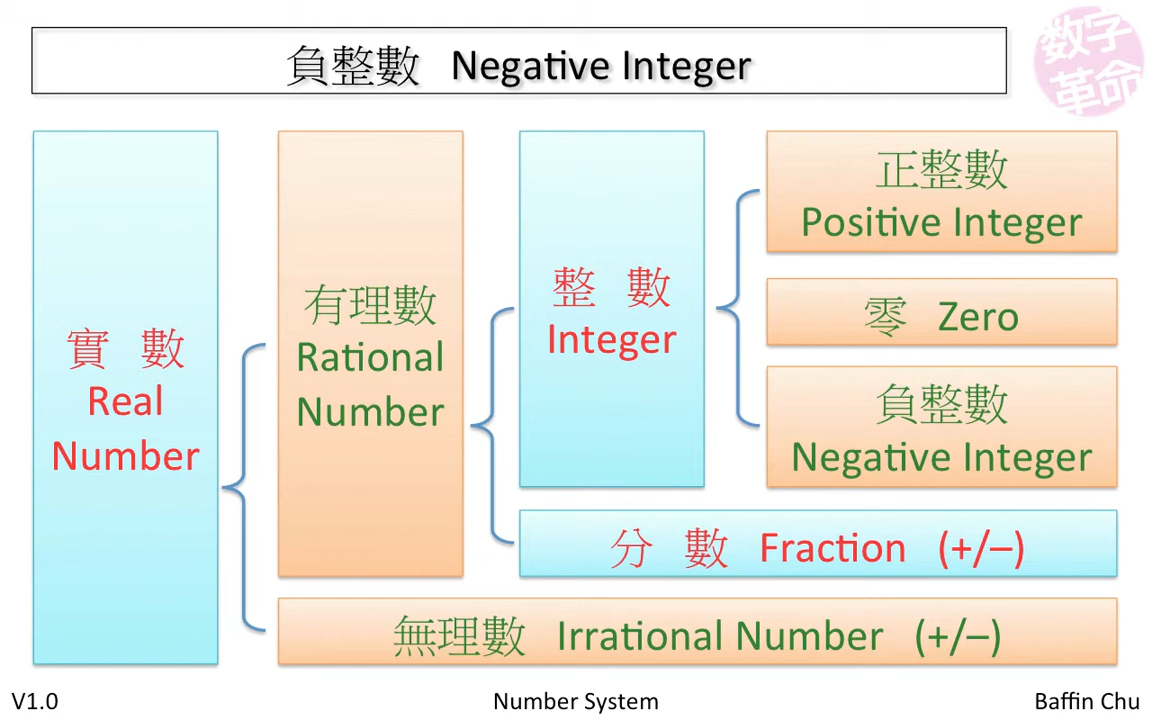 負整數 Negative Integer
数字
革命
實 數
Real
Number
有理數
Rational
Number
整 數
Integer
正整數
Positive Integer
零 Zero
負整數
Negative Integer
分 數 Fraction (+/–)
無理數 Irrational Number (+/–)
V1.0
Number System
Baffin Chu